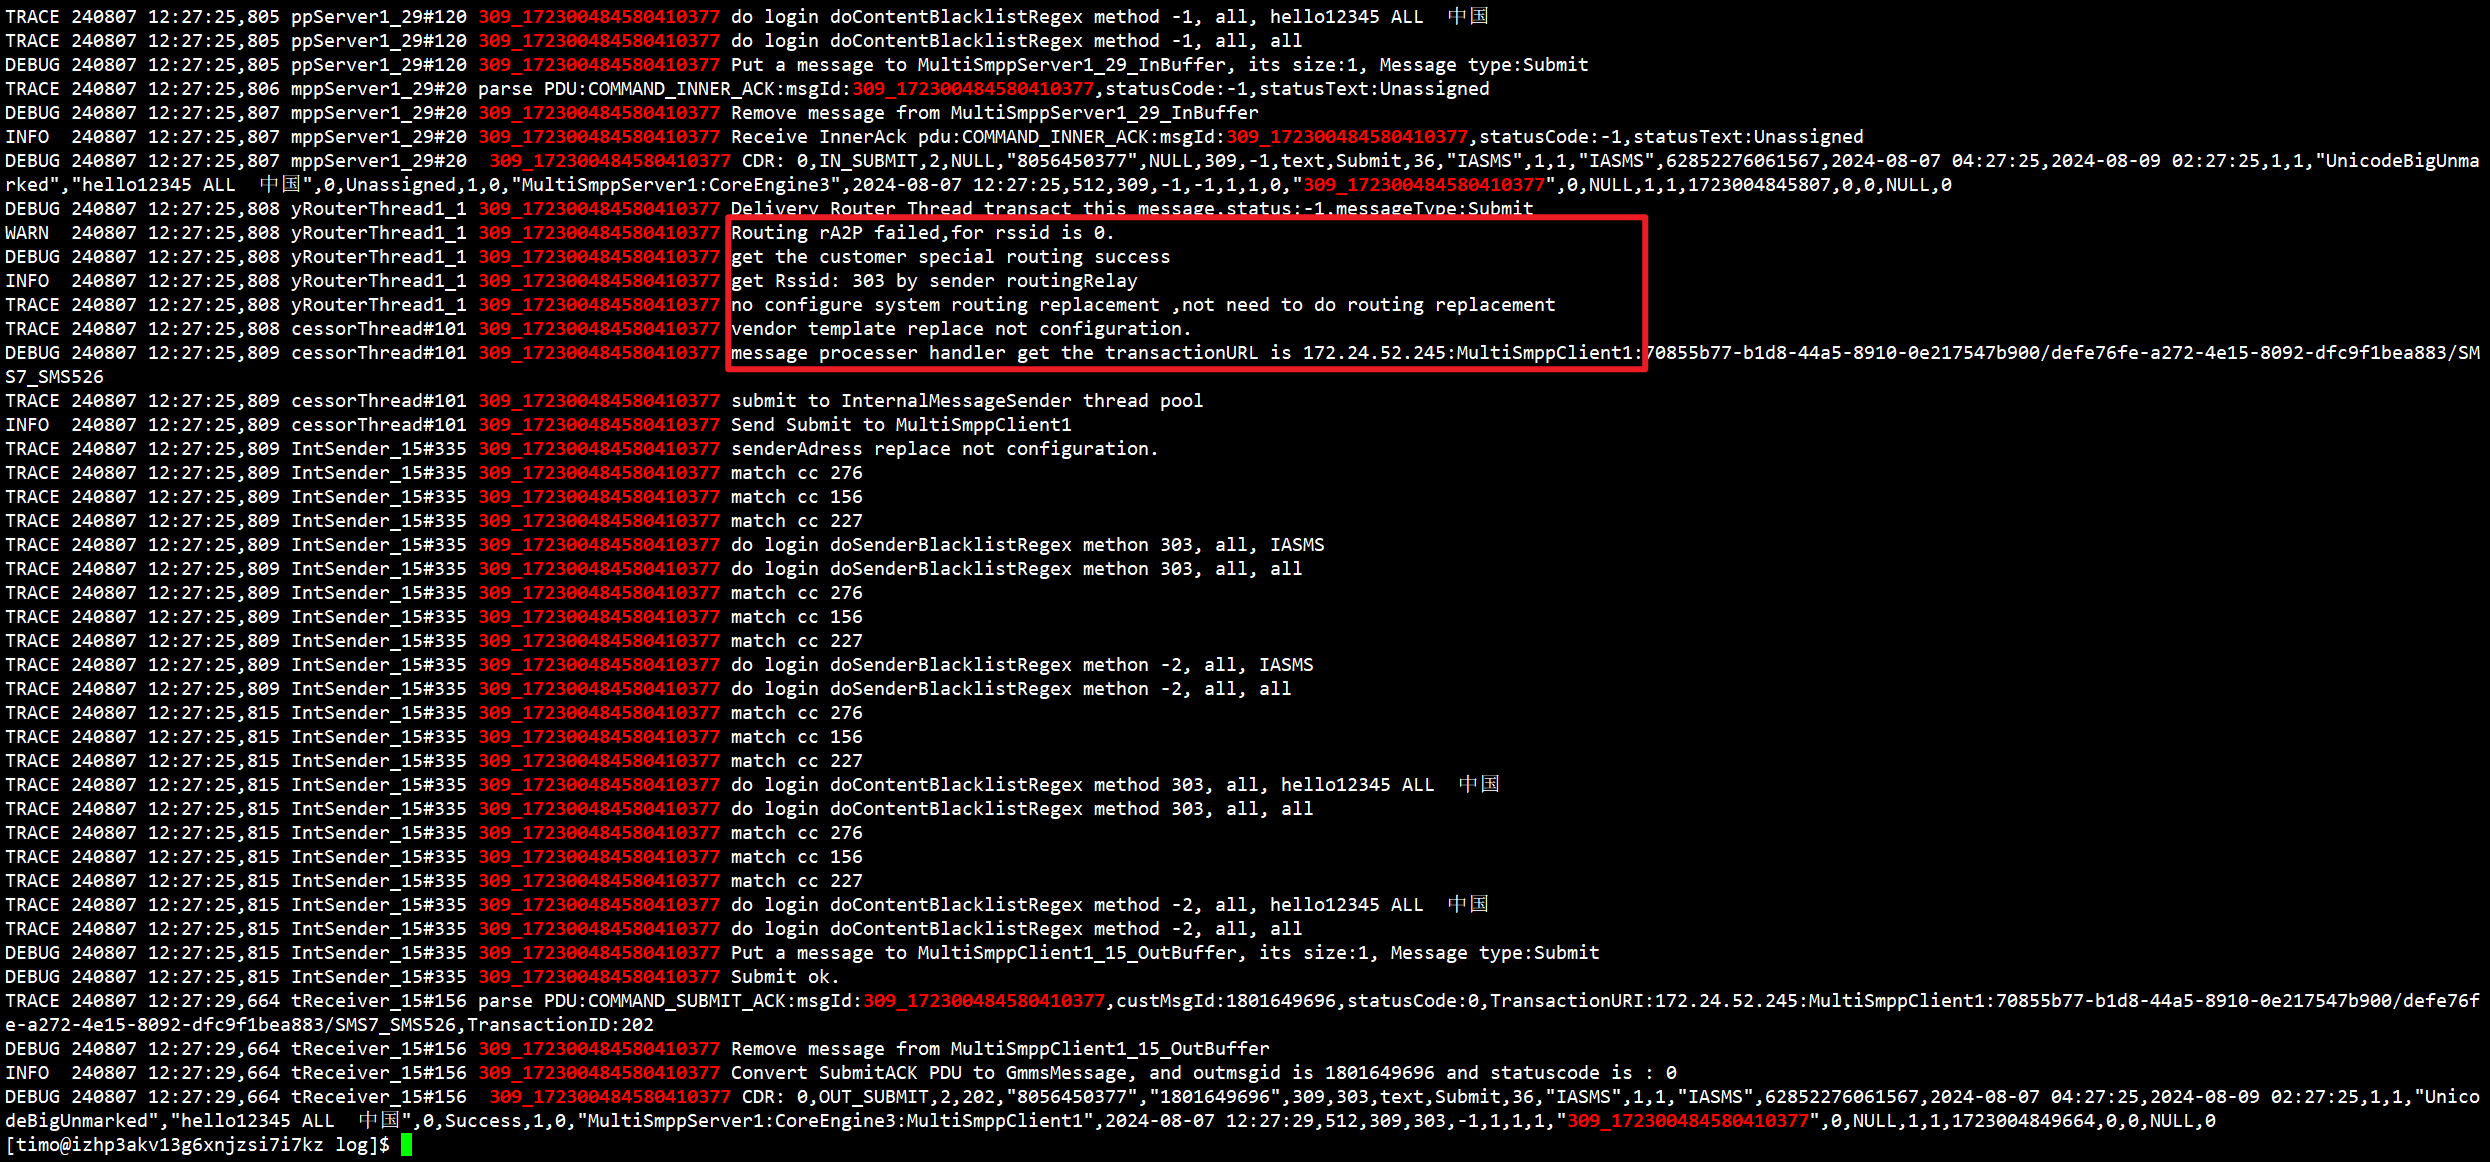 TRACE 240807 12:27:25,805 ppServer1_29#120 309_172300484580410377 do login doContentBlacklistRegex method -1, all, hello12345 ALL  中国
TRACE 240807 12:27:25,805 ppServer1_29#120 309_172300484580410377 do login doContentBlacklistRegex method -1, all, all
DEBUG 240807 12:27:25,805 ppServer1_29#120 309_172300484580410377 Put a message to MultiSmppServer1_29_InBuffer, its size:1, Message type:Submit
TRACE 240807 12:27:25,806 mppServer1_29#20 parse PDU:COMMAND_INNER_ACK:msgId:309_172300484580410377,statusCode:-1,statusText:Unassigned
DEBUG 240807 12:27:25,807 mppServer1_29#20 309_172300484580410377 Remove message from MultiSmppServer1_29_InBuffer
INFO  240807 12:27:25,807 mppServer1_29#20 309_172300484580410377 Receive InnerAck pdu:COMMAND_INNER_ACK:msgId:309_172300484580410377,statusCode:-1,statusText:Unassigned
DEBUG 240807 12:27:25,807 mppServer1_29#20  309_172300484580410377 CDR: 0,IN_SUBMIT,2,NULL,"8056450377",NULL,309,-1,text,Submit,36,"IASMS",1,1,"IASMS",62852276061567,2024-08-07 04:27:25,2024-08-09 02:27:25,1,1,"UnicodeBigUnma
rked","hello12345 ALL  中国",0,Unassigned,1,0,"MultiSmppServer1:CoreEngine3",2024-08-07 12:27:25,512,309,-1,-1,1,1,0,"309_172300484580410377",0,NULL,1,1,1723004845807,0,0,NULL,0
DEBUG 240807 12:27:25,808 yRouterThread1_1 309_172300484580410377 Delivery Router Thread transact this message,status:-1,messageType:Submit
WARN  240807 12:27:25,808 yRouterThread1_1 309_172300484580410377 Routing rA2P failed,for rssid is 0.
DEBUG 240807 12:27:25,808 yRouterThread1_1 309_172300484580410377 get the customer special routing success
INFO  240807 12:27:25,808 yRouterThread1_1 309_172300484580410377 get Rssid: 303 by sender routingRelay
TRACE 240807 12:27:25,808 yRouterThread1_1 309_172300484580410377 no configure system routing replacement ,not need to do routing replacement
TRACE 240807 12:27:25,808 cessorThread#101 309_172300484580410377 vendor template replace not configuration.
DEBUG 240807 12:27:25,809 cessorThread#101 309_172300484580410377 message processer handler get the transactionURL is 172.24.52.245:MultiSmppClient1:70855b77-b1d8-44a5-8910-0e217547b900/defe76fe-a272-4e15-8092-dfc9f1bea883/SM
S7_SMS526
TRACE 240807 12:27:25,809 cessorThread#101 309_172300484580410377 submit to InternalMessageSender thread pool
INFO  240807 12:27:25,809 cessorThread#101 309_172300484580410377 Send Submit to MultiSmppClient1
TRACE 240807 12:27:25,809 IntSender_15#335 309_172300484580410377 senderAdress replace not configuration.
TRACE 240807 12:27:25,809 IntSender_15#335 309_172300484580410377 match cc 276
TRACE 240807 12:27:25,809 IntSender_15#335 309_172300484580410377 match cc 156
TRACE 240807 12:27:25,809 IntSender_15#335 309_172300484580410377 match cc 227
TRACE 240807 12:27:25,809 IntSender_15#335 309_172300484580410377 do login doSenderBlacklistRegex methon 303, all, IASMS
TRACE 240807 12:27:25,809 IntSender_15#335 309_172300484580410377 do login doSenderBlacklistRegex methon 303, all, all
TRACE 240807 12:27:25,809 IntSender_15#335 309_172300484580410377 match cc 276
TRACE 240807 12:27:25,809 IntSender_15#335 309_172300484580410377 match cc 156
TRACE 240807 12:27:25,809 IntSender_15#335 309_172300484580410377 match cc 227
TRACE 240807 12:27:25,809 IntSender_15#335 309_172300484580410377 do login doSenderBlacklistRegex methon -2, all, IASMS
TRACE 240807 12:27:25,809 IntSender_15#335 309_172300484580410377 do login doSenderBlacklistRegex methon -2, all, all
TRACE 240807 12:27:25,815 IntSender_15#335 309_172300484580410377 match cc 276
TRACE 240807 12:27:25,815 IntSender_15#335 309_172300484580410377 match cc 156
TRACE 240807 12:27:25,815 IntSender_15#335 309_172300484580410377 match cc 227
TRACE 240807 12:27:25,815 IntSender_15#335 309_172300484580410377 do login doContentBlacklistRegex method 303, all, hello12345 ALL  中国
TRACE 240807 12:27:25,815 IntSender_15#335 309_172300484580410377 do login doContentBlacklistRegex method 303, all, all
TRACE 240807 12:27:25,815 IntSender_15#335 309_172300484580410377 match cc 276
TRACE 240807 12:27:25,815 IntSender_15#335 309_172300484580410377 match cc 156
TRACE 240807 12:27:25,815 IntSender_15#335 309_172300484580410377 match cc 227
TRACE 240807 12:27:25,815 IntSender_15#335 309_172300484580410377 do login doContentBlacklistRegex method -2, all, hello12345 ALL  中国
TRACE 240807 12:27:25,815 IntSender_15#335 309_172300484580410377 do login doContentBlacklistRegex method -2, all, all
DEBUG 240807 12:27:25,815 IntSender_15#335 309_172300484580410377 Put a message to MultiSmppClient1_15_OutBuffer, its size:1, Message type:Submit
DEBUG 240807 12:27:25,815 IntSender_15#335 309_172300484580410377 Submit ok.
TRACE 240807 12:27:29,664 tReceiver_15#156 parse PDU:COMMAND_SUBMIT_ACK:msgId:309_172300484580410377,custMsgId:1801649696,statusCode:0,TransactionURI:172.24.52.245:MultiSmppClient1:70855b77-b1d8-44a5-8910-0e217547b900/defe76f
e-a272-4e15-8092-dfc9f1bea883/SMS7_SMS526,TransactionID:202
DEBUG 240807 12:27:29,664 tReceiver_15#156 309_172300484580410377 Remove message from MultiSmppClient1_15_OutBuffer
INFO  240807 12:27:29,664 tReceiver_15#156 309_172300484580410377 Convert SubmitACK PDU to GmmsMessage, and outmsgid is 1801649696 and statuscode is : 0
DEBUG 240807 12:27:29,664 tReceiver_15#156  309_172300484580410377 CDR: 0,OUT_SUBMIT,2,202,"8056450377","1801649696",309,303,text,Submit,36,"IASMS",1,1,"IASMS",62852276061567,2024-08-07 04:27:25,2024-08-09 02:27:25,1,1,"Unico
deBigUnmarked","hello12345 ALL  中国",0,Success,1,0,"MultiSmppServer1:CoreEngine3:MultiSmppClient1",2024-08-07 12:27:29,512,309,303,-1,1,1,1,"309_172300484580410377",0,NULL,1,1,1723004849664,0,0,NULL,0
[timo@izhp3akv13g6xnjzsi7i7kz log]$